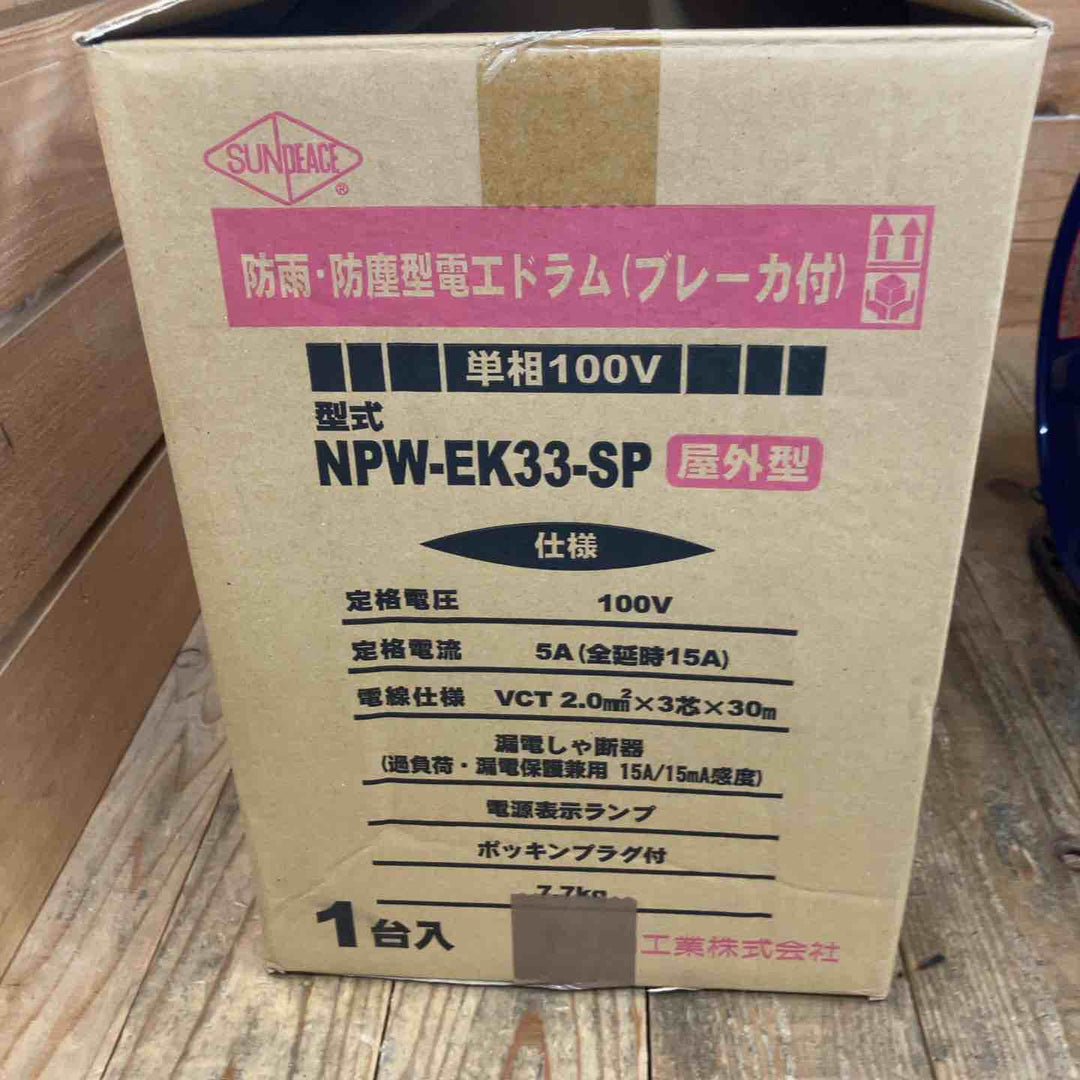 SUNPEACE®
防雨・防塵型電工ドラム(ブレーカ付)
単相100V
型式
NPW-EK33-SP 屋外型
仕様
定格電圧 100V
定格電流 5A(全延時15A)
電線仕様 VCT 2.0m㎡×3芯×30m
漏電しゃ断器
(過負荷・漏電保護兼用 15A/15mA感度)
電源表示ランプ
ポッキンプラグ付
7.7kg
1台入
工業株式会社